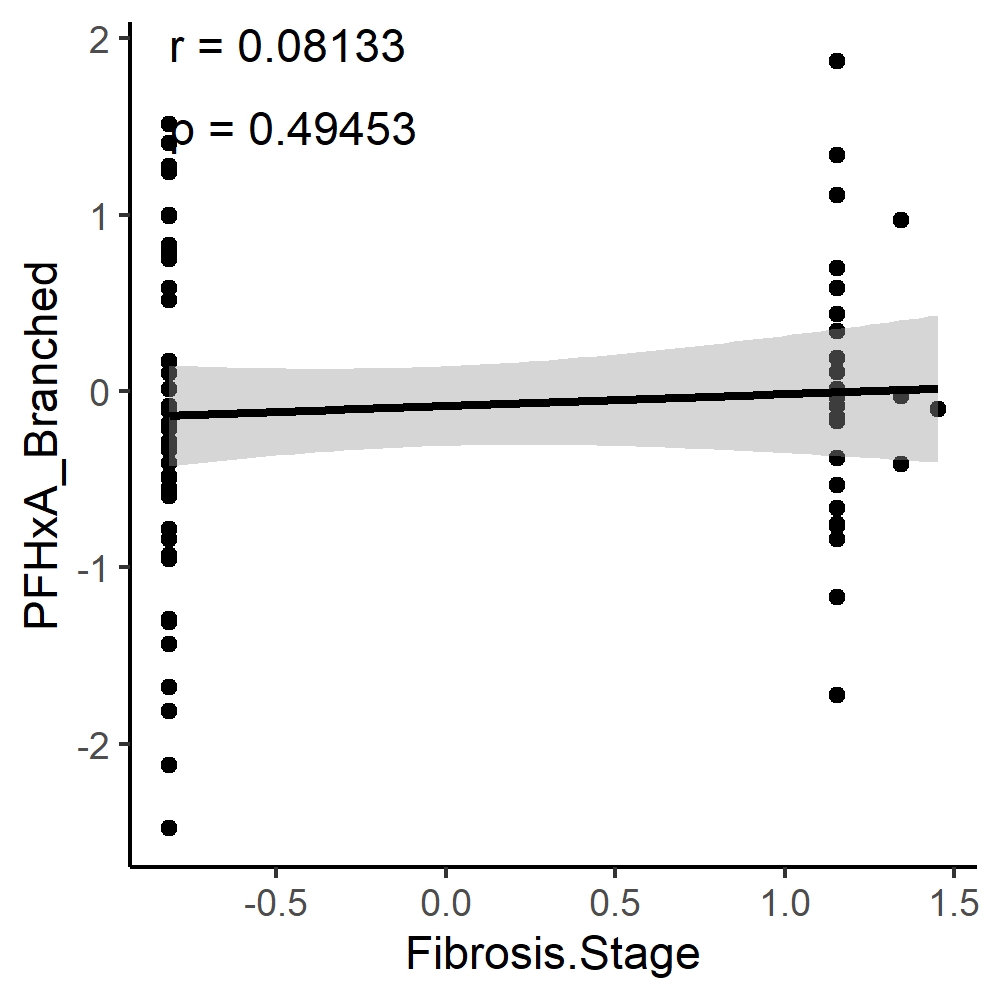 r = 0.08133
p = 0.49453
2
1
0
-1
-2
PFHxA_Branched
-0.5 0.0 0.5 1.0 1.5
Fibrosis.Stage